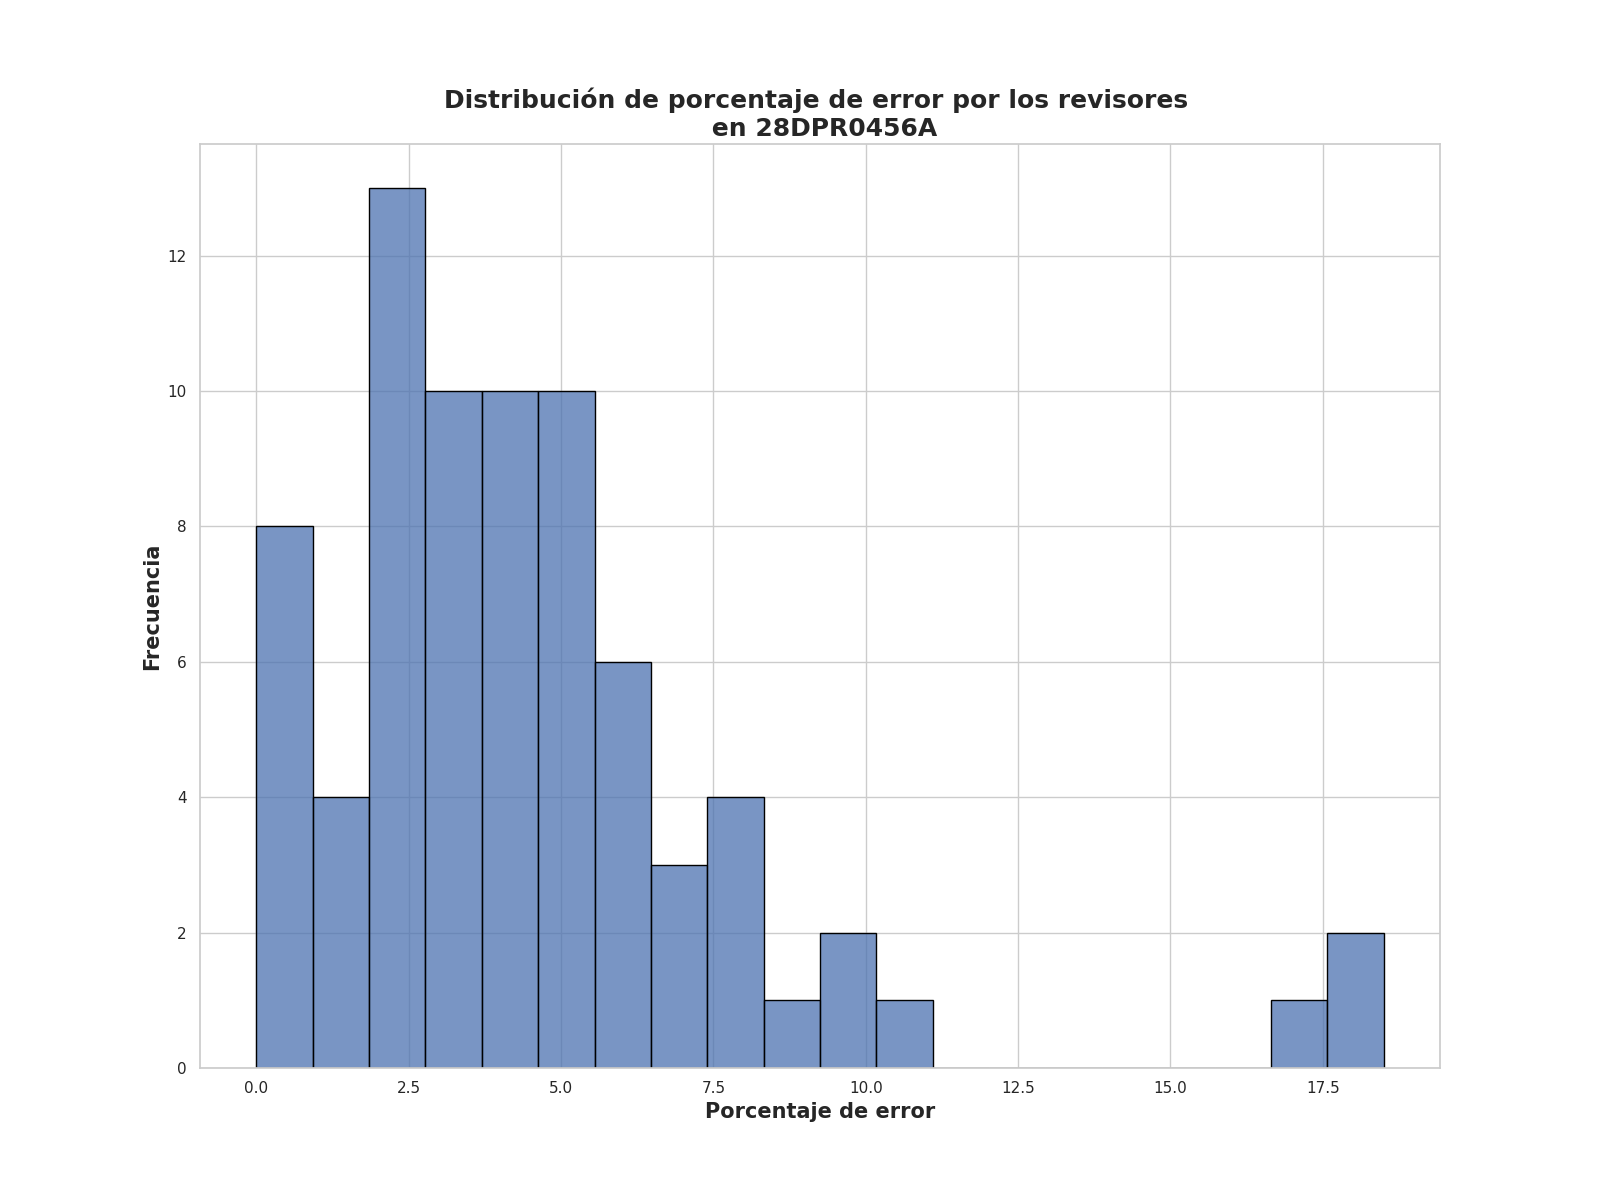 Distribución de porcentaje de error por los revisores
en 28DPR0456A
Frecuencia
12
10
8
6
4
2
0
0.0 2.5 5.0 7.5 10.0 12.5 15.0 17.5
Porcentaje de error